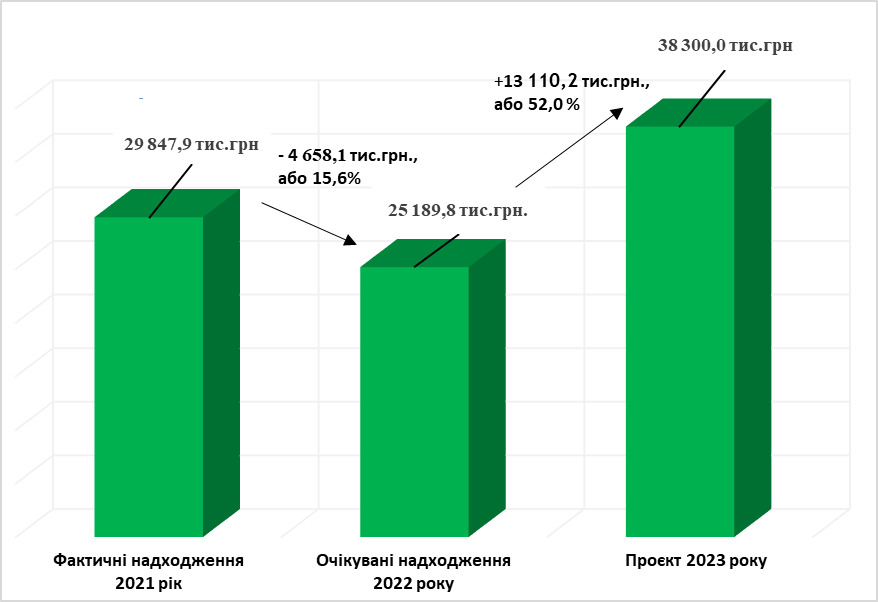 38 300,0 тис.грн
+13 110,2 тис.грн.,
або 52,0 %
29 847,9 тис.грн
- 4 658,1 тис.грн.,
або 15,6%
25 189,8 тис.грн.
Фактичні надходження
2021 рік
Очікувані надходження
2022 року
Проєкт 2023 року